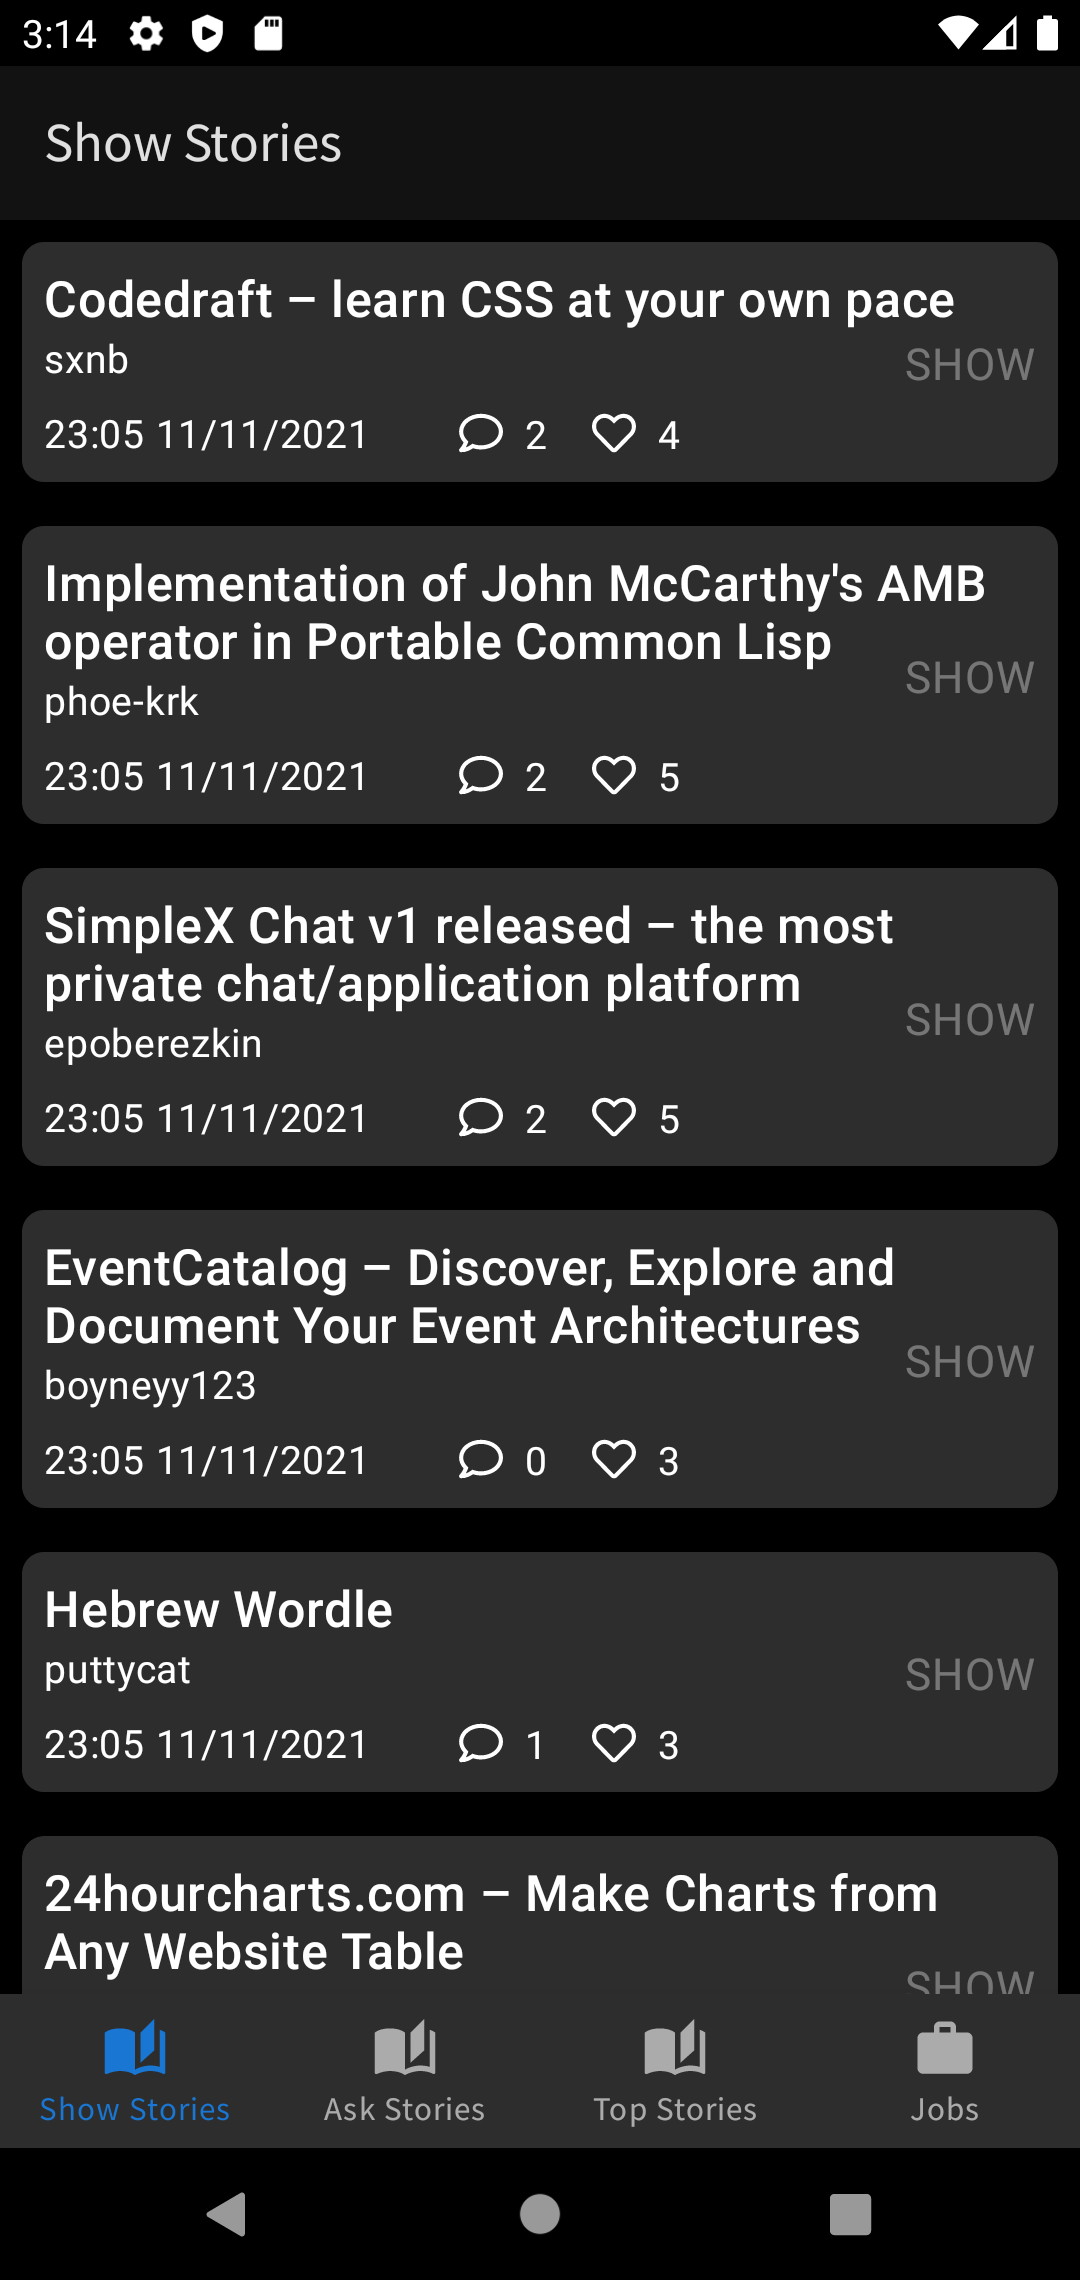 3:14
Show Stories
Codedraft – learn CSS at your own pace
sxnb
SHOW
23:05 11/11/2021 2 4
Implementation of John McCarthy's AMB
operator in Portable Common Lisp
SHOW
phoe-krk
23:05 11/11/2021 2 5
SimpleX Chat v1 released – the most
private chat/application platform
SHOW
epoberezkin
23:05 11/11/2021 2 5
EventCatalog – Discover, Explore and
Document Your Event Architectures
SHOW
boyneyy123
23:05 11/11/2021 0 3
Hebrew Wordle
puttycat
SHOW
23:05 11/11/2021 1 3
24hourcharts.com – Make Charts from
Any Website Table
SHOW
Show Stories Ask Stories Top Stories Jobs